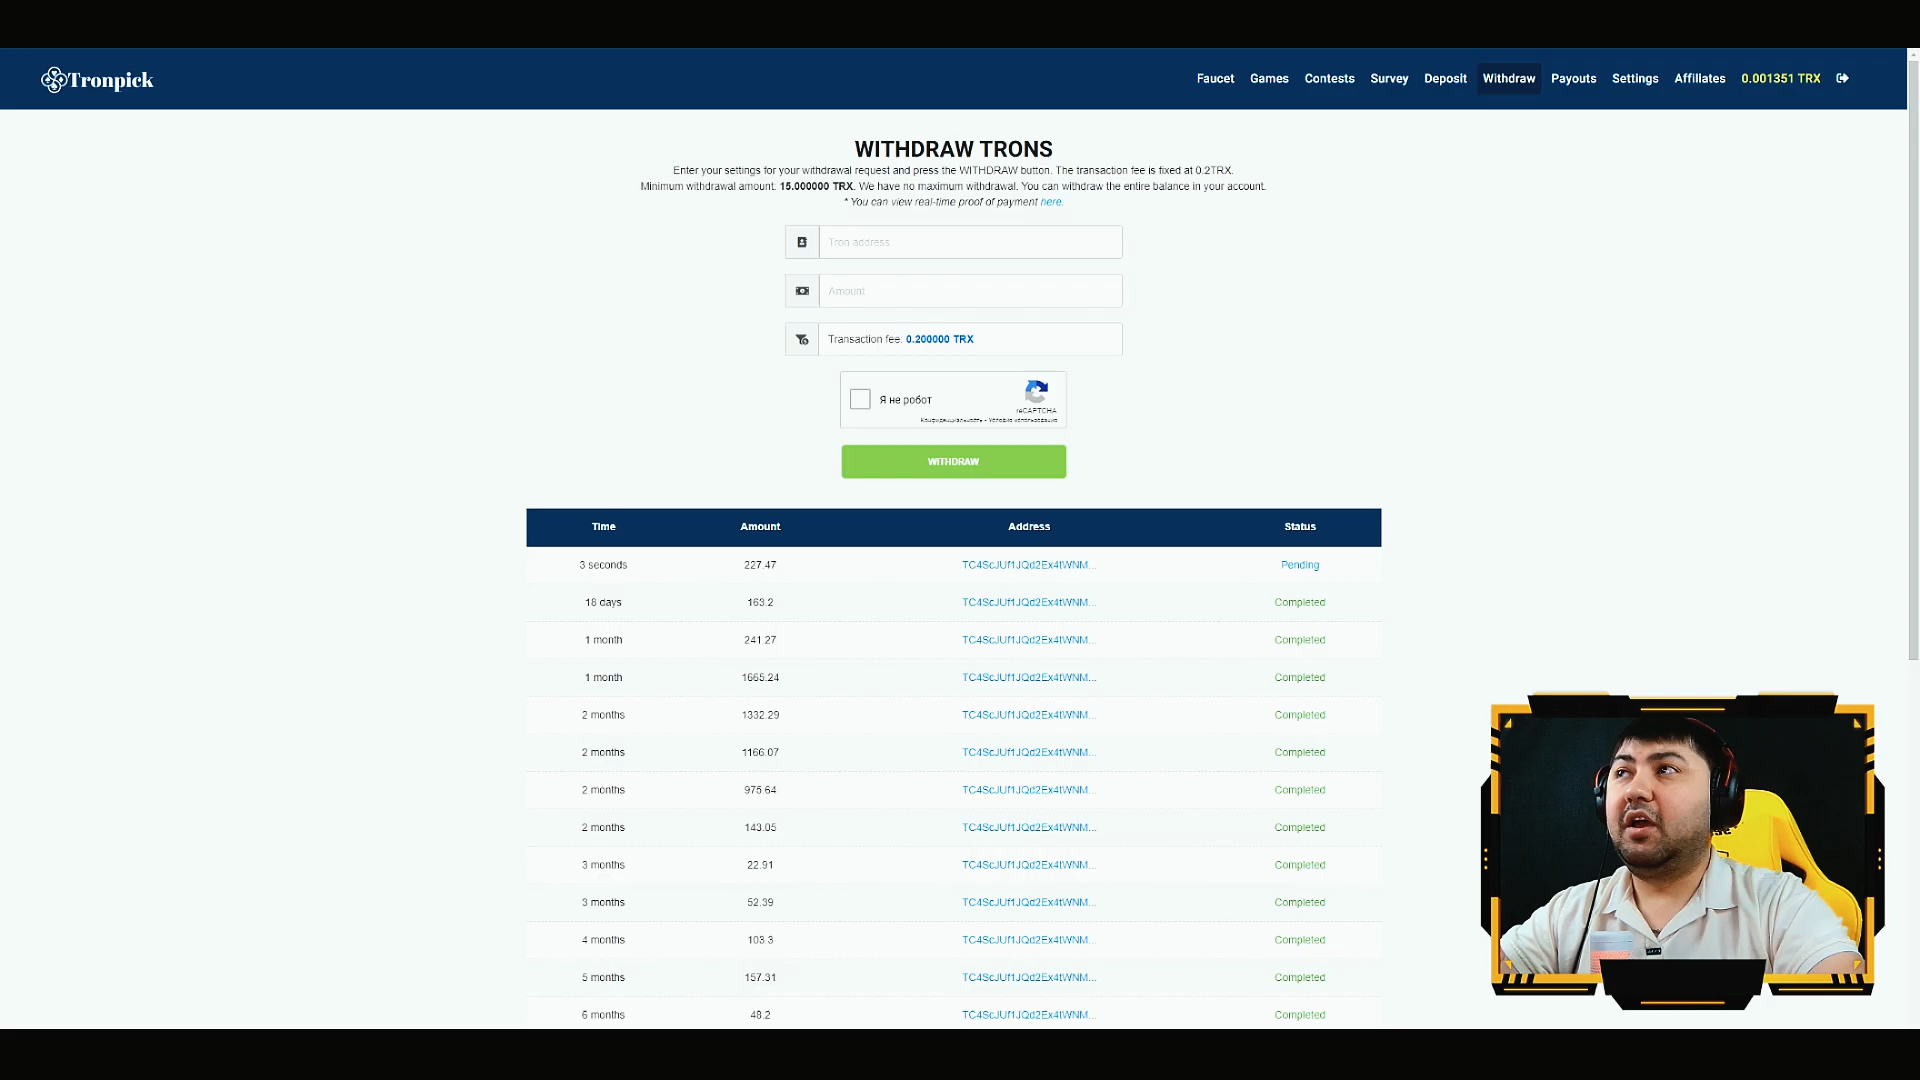 Tronpick
Faucet Games Contests Survey Deposit Withdraw Payouts Settings Affiliates 0.001351 TRX
WITHDRAW TRONS
Enter your settings for your withdrawal request and press the WITHDRAW button. The transaction fee is fixed at 0.2TRX.
Minimum withdrawal amount: 15.000000 TRX. We have no maximum withdrawal. You can withdraw the entire balance in your account.
* You can view real-time proof of payment here.
Tron address
Amount
Transaction fee: 0.200000 TRX
Я не робот
reCAPTCHA
Конфиденциальность - Условия использования
WITHDRAW
Time Amount Address Status
3 seconds 227.47 TC4ScJUf1JQd2Ex4tWNM... Pending
18 days 163.2 TC4ScJUf1JQd2Ex4tWNM... Completed
1 month 241.27 TC4ScJUf1JQd2Ex4tWNM... Completed
1 month 1665.24 TC4ScJUf1JQd2Ex4tWNM... Completed
2 months 1332.29 TC4ScJUf1JQd2Ex4tWNM... Completed
2 months 1166.07 TC4ScJUf1JQd2Ex4tWNM... Completed
2 months 975.64 TC4ScJUf1JQd2Ex4tWNM... Completed
2 months 143.05 TC4ScJUf1JQd2Ex4tWNM... Completed
3 months 22.91 TC4ScJUf1JQd2Ex4tWNM... Completed
3 months 52.39 TC4ScJUf1JQd2Ex4tWNM... Completed
4 months 103.3 TC4ScJUf1JQd2Ex4tWNM... Completed
5 months 157.31 TC4ScJUf1JQd2Ex4tWNM... Completed
6 months 48.2 TC4ScJUf1JQd2Ex4tWNM... Completed